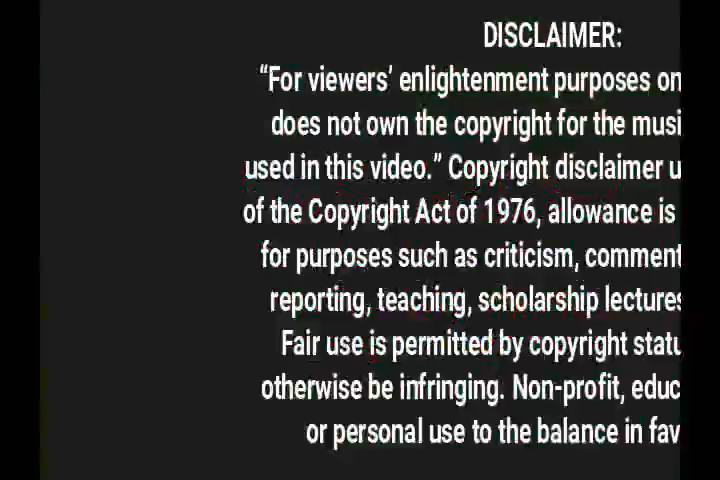 DISCLAIMER:
“For viewers’ enlightenment purposes on
does not own the copyright for the musi
used in this video.” Copyright disclaimer u
of the Copyright Act of 1976, allowance is
for purposes such as criticism, comment
reporting, teaching, scholarship lectures
Fair use is permitted by copyright statu
otherwise be infringing. Non-profit, educ
or personal use to the balance in fav